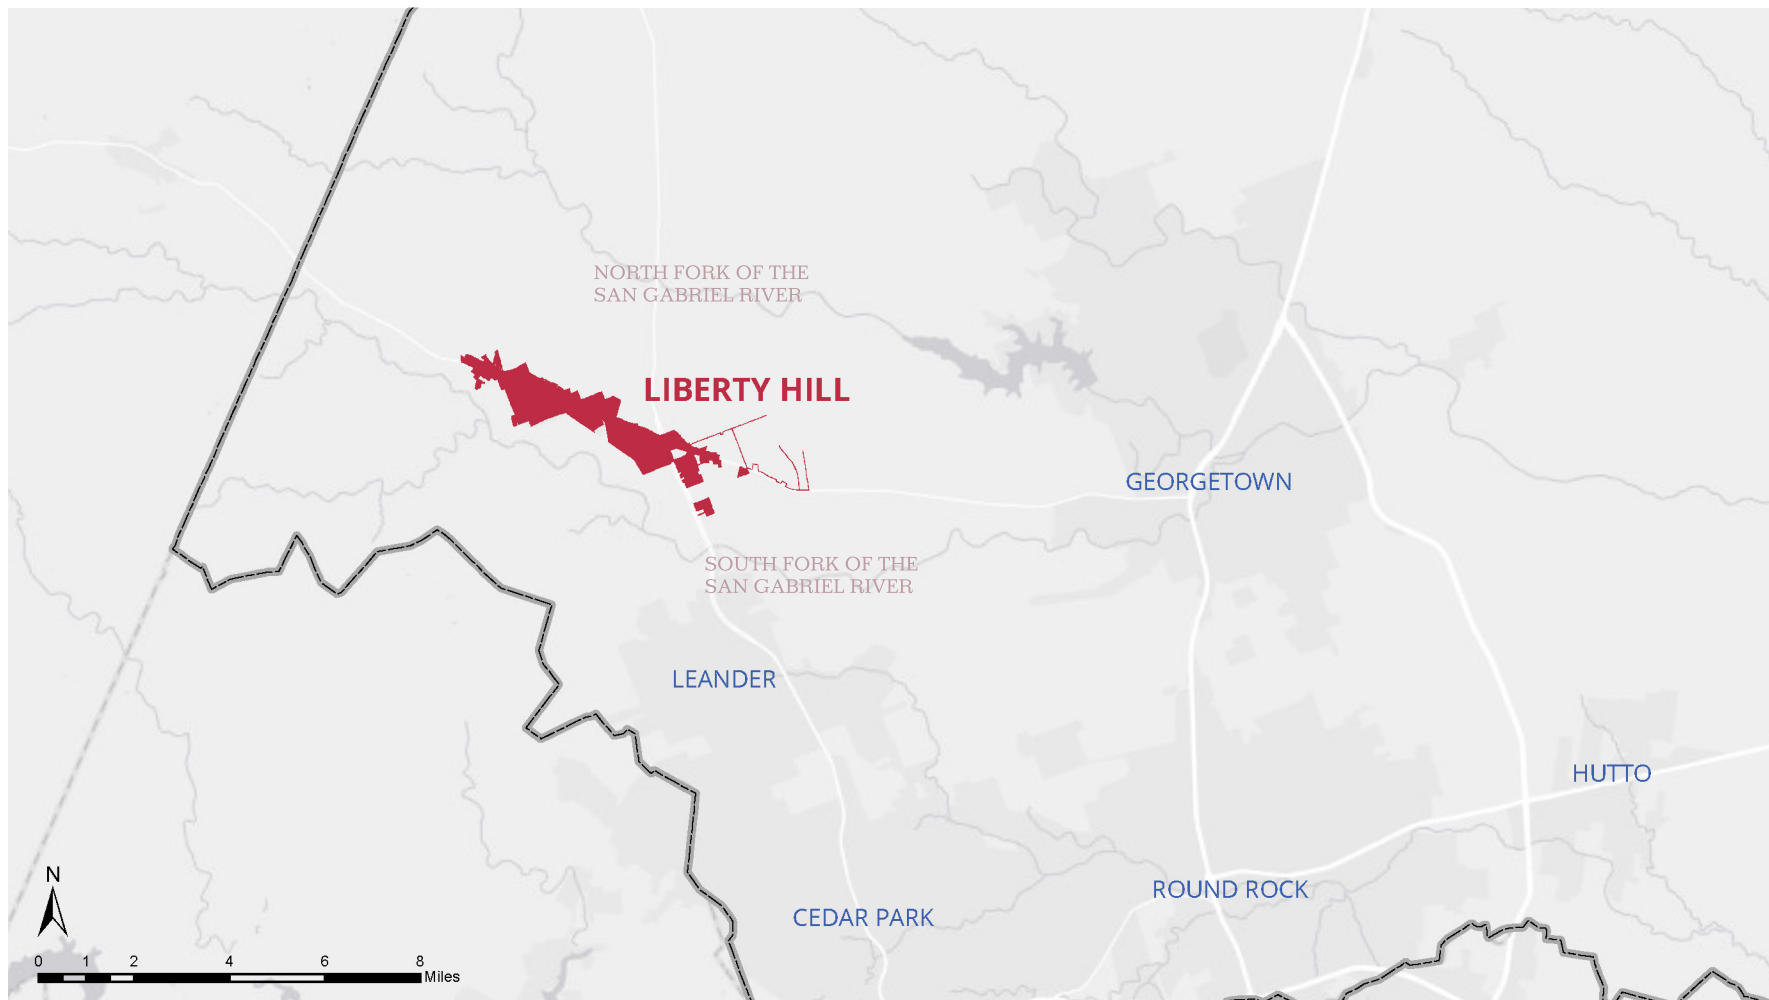 NORTH FORK OF THE
SAN GABRIEL RIVER
LIBERTY HILL
GEORGETOWN
SOUTH FORK OF THE
SAN GABRIEL RIVER
LEANDER
HUTTO
ROUND ROCK
CEDAR PARK
N
0 1 2 4 6 8
Miles